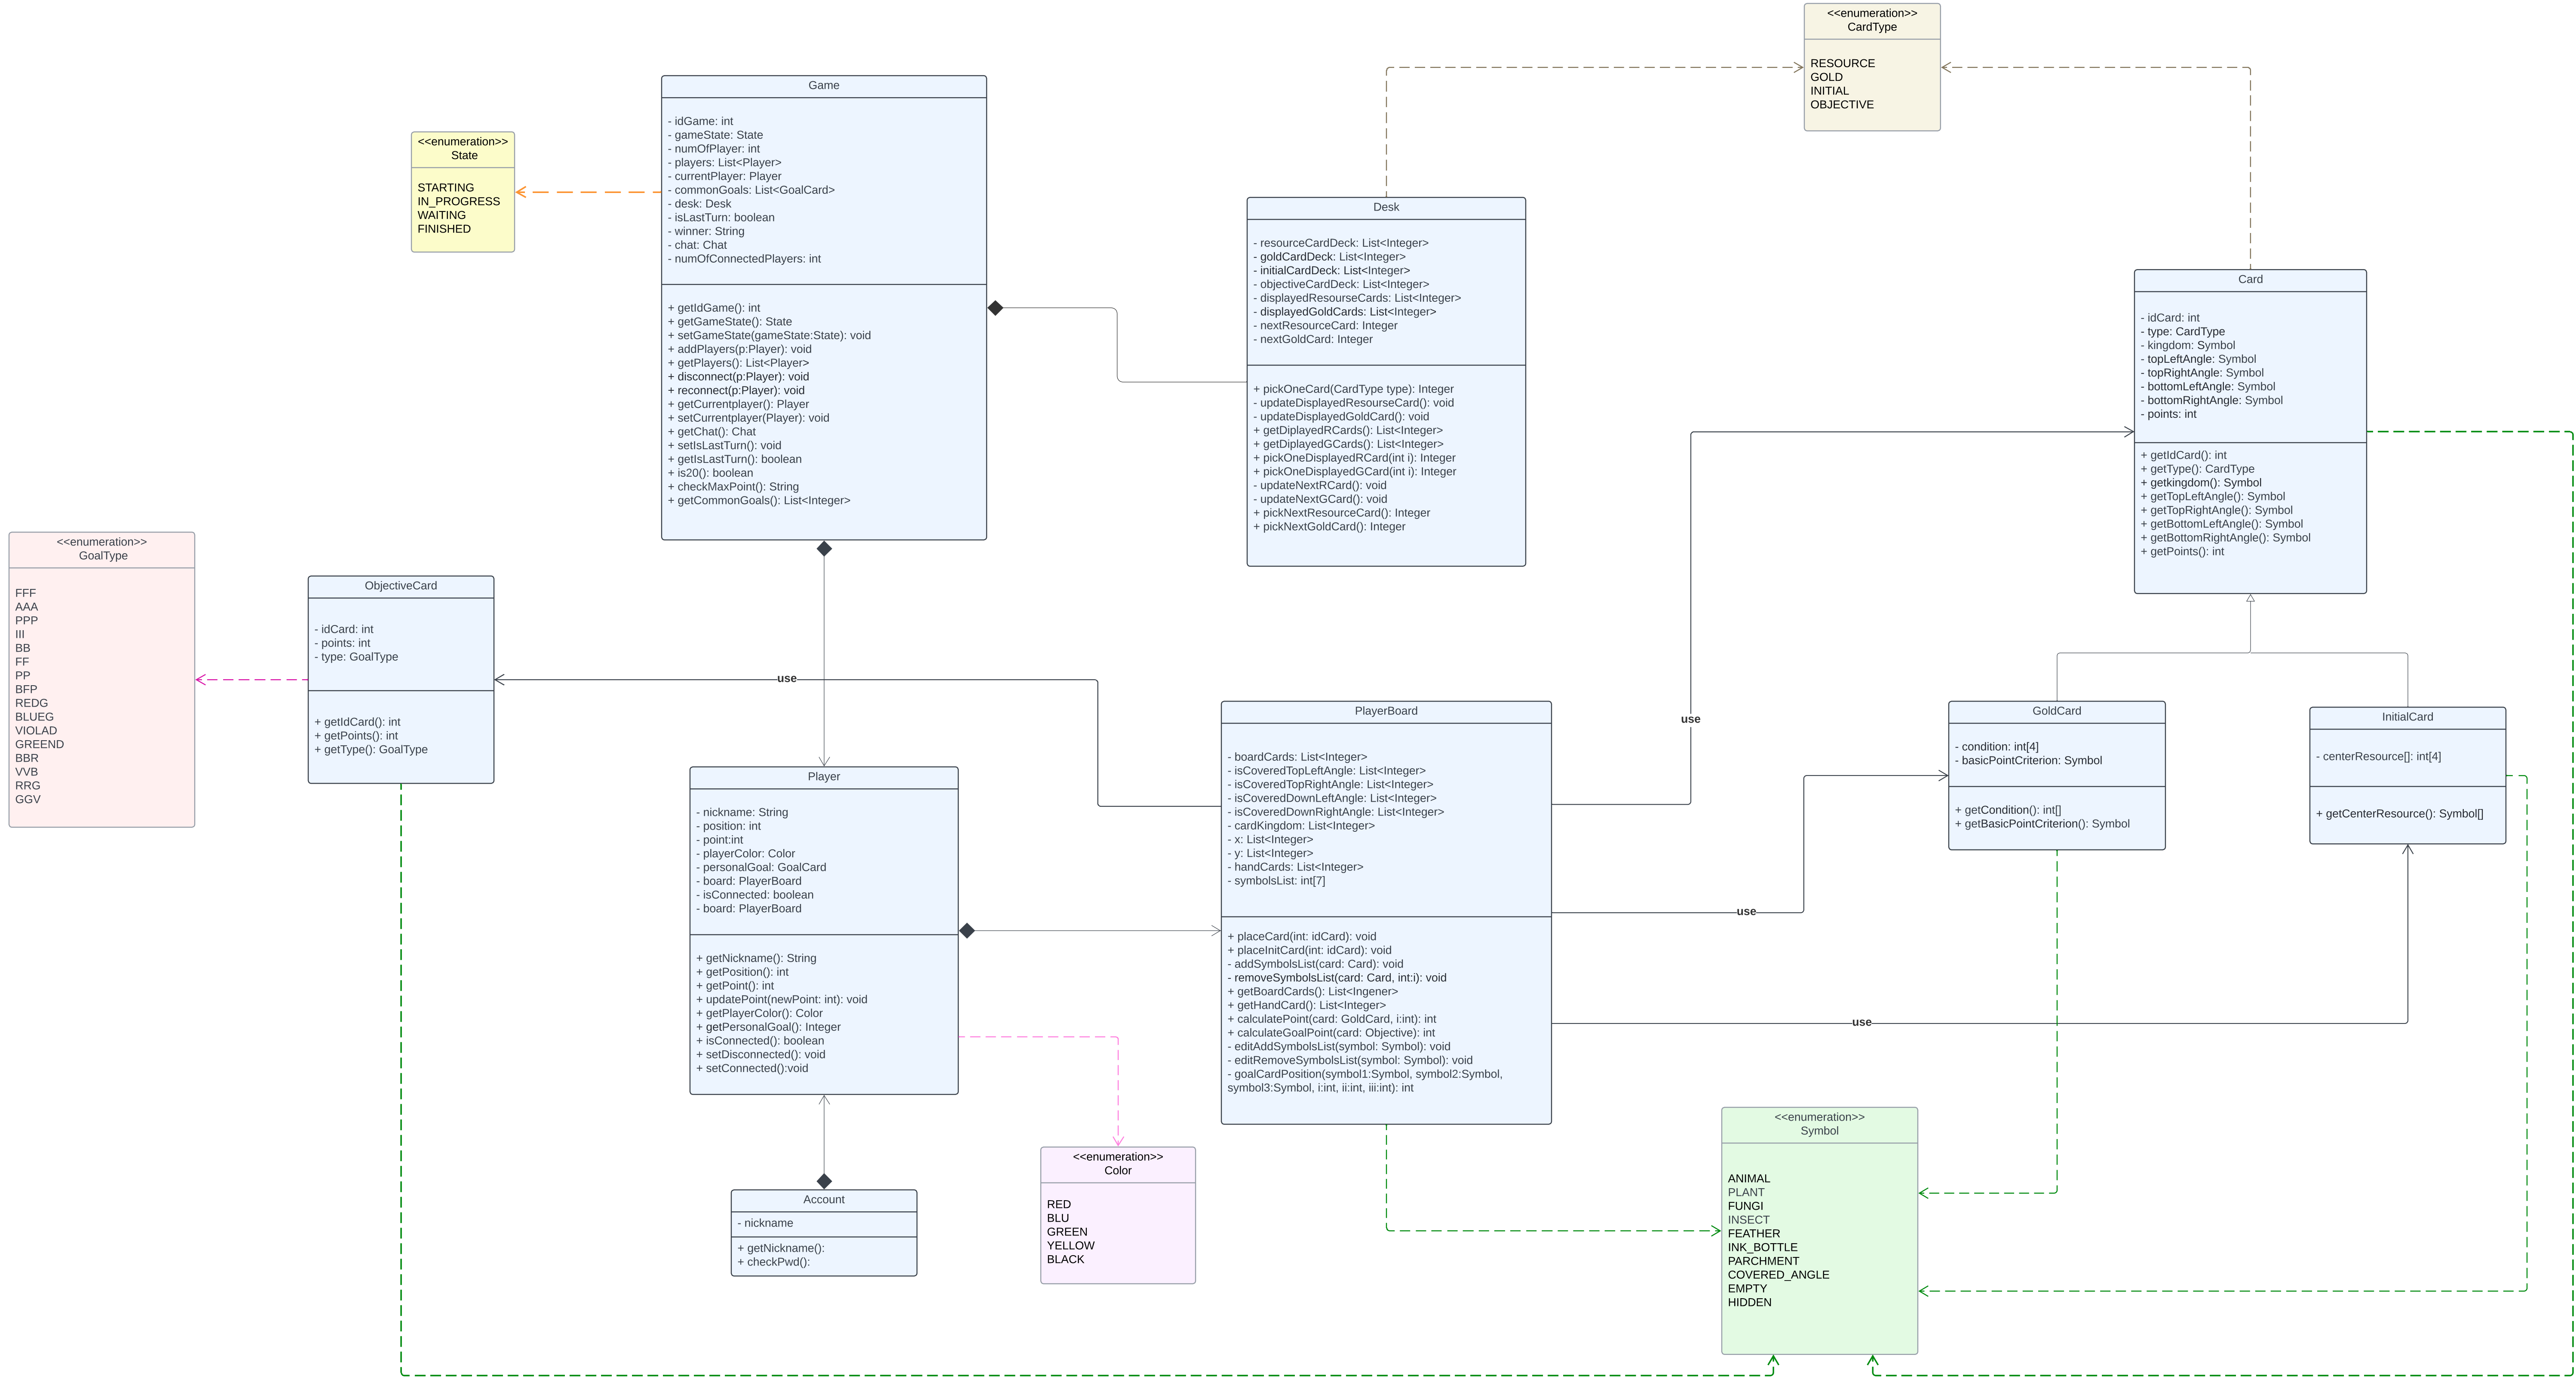 <<enumeration>>
CardType
RESOURCE
GOLD
INITIAL
OBJECTIVE
Game
- idGame: int
- gameState: State
- numOfPlayer: int
- players: List<Player>
- currentPlayer: Player
- commonGoals: List<GoalCard>
- desk: Desk
- isLastTurn: boolean
- winner: String
- chat: Chat
- numOfConnectedPlayers: int
+ getIdGame(): int
+ getGameState(): State
+ setGameState(gameState:State): void
+ addPlayers(p:Player): void
+ getPlayers(): List<Player>
+ disconnect(p:Player): void
+ reconnect(p:Player): void
+ getCurrentplayer(): Player
+ setCurrentplayer(Player): void
+ getChat(): Chat
+ setIsLastTurn(): void
+ getIsLastTurn(): boolean
+ is20(): boolean
+ checkMaxPoint(): String
+ getCommonGoals(): List<Integer>
<<enumeration>>
State
STARTING
IN_PROGRESS
WAITING
FINISHED
Desk
- resourceCardDeck: List<Integer>
- goldCardDeck: List<Integer>
- initialCardDeck: List<Integer>
- objectiveCardDeck: List<Integer>
- displayedResourseCards: List<Integer>
- displayedGoldCards: List<Integer>
- nextResourceCard: Integer
- nextGoldCard: Integer
+ pickOneCard(CardType type): Integer
- updateDisplayedResourseCard(): void
- updateDisplayedGoldCard(): void
+ getDiplayedRCards(): List<Integer>
+ getDiplayedGCards(): List<Integer>
+ pickOneDisplayedRCard(int i): Integer
+ pickOneDisplayedGCard(int i): Integer
- updateNextRCard(): void
- updateNextGCard(): void
+ pickNextResourceCard(): Integer
+ pickNextGoldCard(): Integer
Card
- idCard: int
- type: CardType
- kingdom: Symbol
- topLeftAngle: Symbol
- topRightAngle: Symbol
- bottomLeftAngle: Symbol
- bottomRightAngle: Symbol
- points: int
+ getIdCard(): int
+ getType(): CardType
+ getkingdom(): Symbol
+ getTopLeftAngle(): Symbol
+ getTopRightAngle(): Symbol
+ getBottomLeftAngle(): Symbol
+ getBottomRightAngle(): Symbol
+ getPoints(): int
<<enumeration>>
GoalType
FFF
AAA
PPP
III
BB
FF
PP
BFP
REDG
BLUEG
VIOLAD
GREEND
BBR
VVB
RRG
GGV
ObjectiveCard
- idCard: int
- points: int
- type: GoalType
+ getIdCard(): int
+ getPoints(): int
+ getType(): GoalType
use
use
use
use
Player
- nickname: String
- position: int
- point:int
- playerColor: Color
- personalGoal: GoalCard
- board: PlayerBoard
- isConnected: boolean
- board: PlayerBoard
+ getNickname(): String
+ getPosition(): int
+ getPoint(): int
+ updatePoint(newPoint: int): void
+ getPlayerColor(): Color
+ getPersonalGoal(): Integer
+ isConnected(): boolean
+ setDisconnected(): void
+ setConnected():void
PlayerBoard
- boardCards: List<Integer>
- isCoveredTopLeftAngle: List<Integer>
- isCoveredTopRightAngle: List<Integer>
- isCoveredDownLeftAngle: List<Integer>
- isCoveredDownRightAngle: List<Integer>
- cardKingdom: List<Integer>
- x: List<Integer>
- y: List<Integer>
- handCards: List<Integer>
- symbolsList: int[7]
+ placeCard(int: idCard): void
+ placeInitCard(int: idCard): void
- addSymbolsList(card: Card): void
- removeSymbolsList(card: Card, int:i): void
+ getBoardCards(): List<Ingener>
+ getHandCard(): List<Integer>
+ calculatePoint(card: GoldCard, i:int): int
+ calculateGoalPoint(card: Objective): int
- editAddSymbolsList(symbol: Symbol): void
- editRemoveSymbolsList(symbol: Symbol): void
- goalCardPosition(symbol1:Symbol, symbol2:Symbol,
symbol3:Symbol, i:int, ii:int, iii:int): int
GoldCard
- condition: int[4]
- basicPointCriterion: Symbol
+ getCondition(): int[]
+ getBasicPointCriterion(): Symbol
InitialCard
- centerResource[]: int[4]
+ getCenterResource(): Symbol[]
Account
- nickname
+ getNickname():
+ checkPwd():
<<enumeration>>
Color
RED
BLU
GREEN
YELLOW
BLACK
<<enumeration>>
Symbol
ANIMAL
PLANT
FUNGI
INSECT
FEATHER
INK_BOTTLE
PARCHMENT
COVERED_ANGLE
EMPTY
HIDDEN